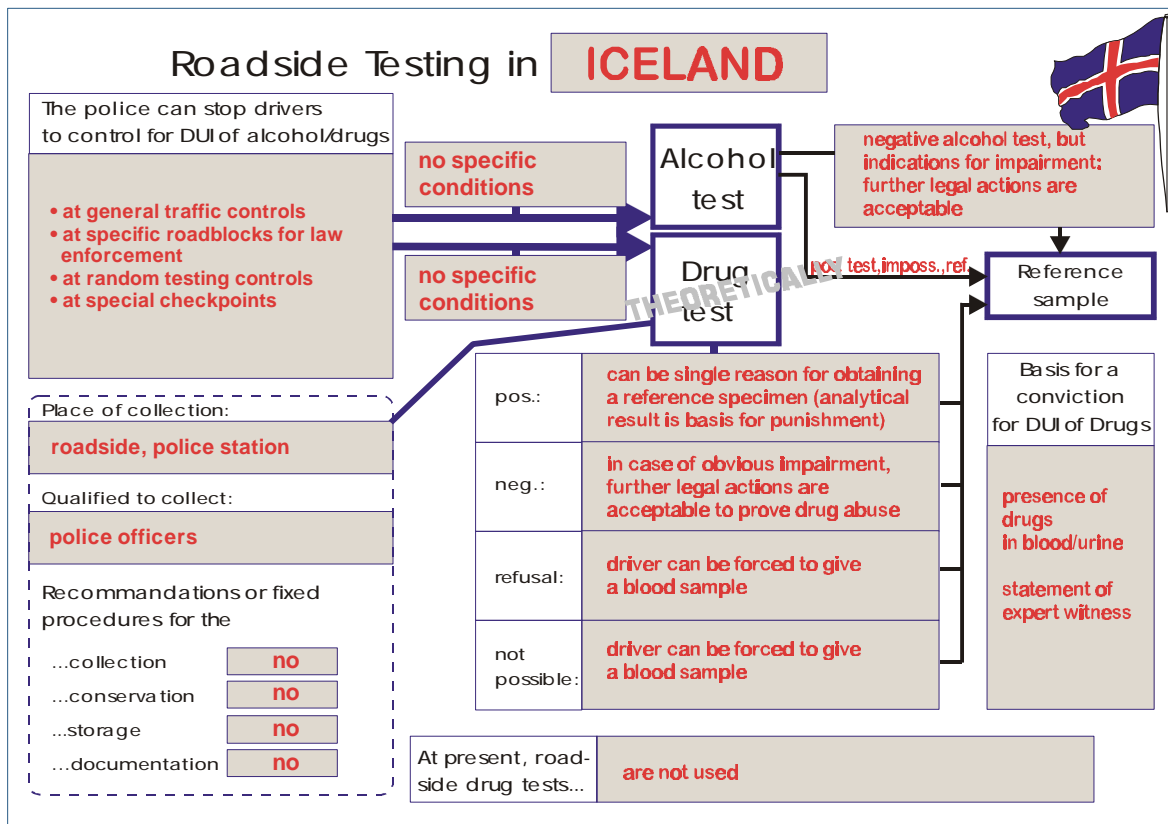 Roadside Testing in ICELAND
The police can stop drivers
to control for DUI of alcohol/drugs
• at general traffic controls
• at specific roadblocks for law
enforcement
• at random testing controls
• at special checkpoints
no specific
conditions
no specific
conditions
Alcohol
test
Drug
test
THEORETICALLY
negative alcohol test, but
indications for impairment:
further legal actions are
acceptable
pos. test,imposs.,ref.
Reference
sample
Place of collection:
roadside, police station
Qualified to collect:
police officers
Recommandations or fixed
procedures for the
...collection no
...conservation no
...storage no
...documentation no
pos.:
can be single reason for obtaining
a reference specimen (analytical
result is basis for punishment)
neg.:
in case of obvious impairment,
further legal actions are
acceptable to prove drug abuse
refusal:
driver can be forced to give
a blood sample
not
possible:
driver can be forced to give
a blood sample
Basis for a
conviction
for DUI of Drugs
presence of
drugs
in blood/urine
statement of
expert witness
At present, road-
side drug tests...
are not used